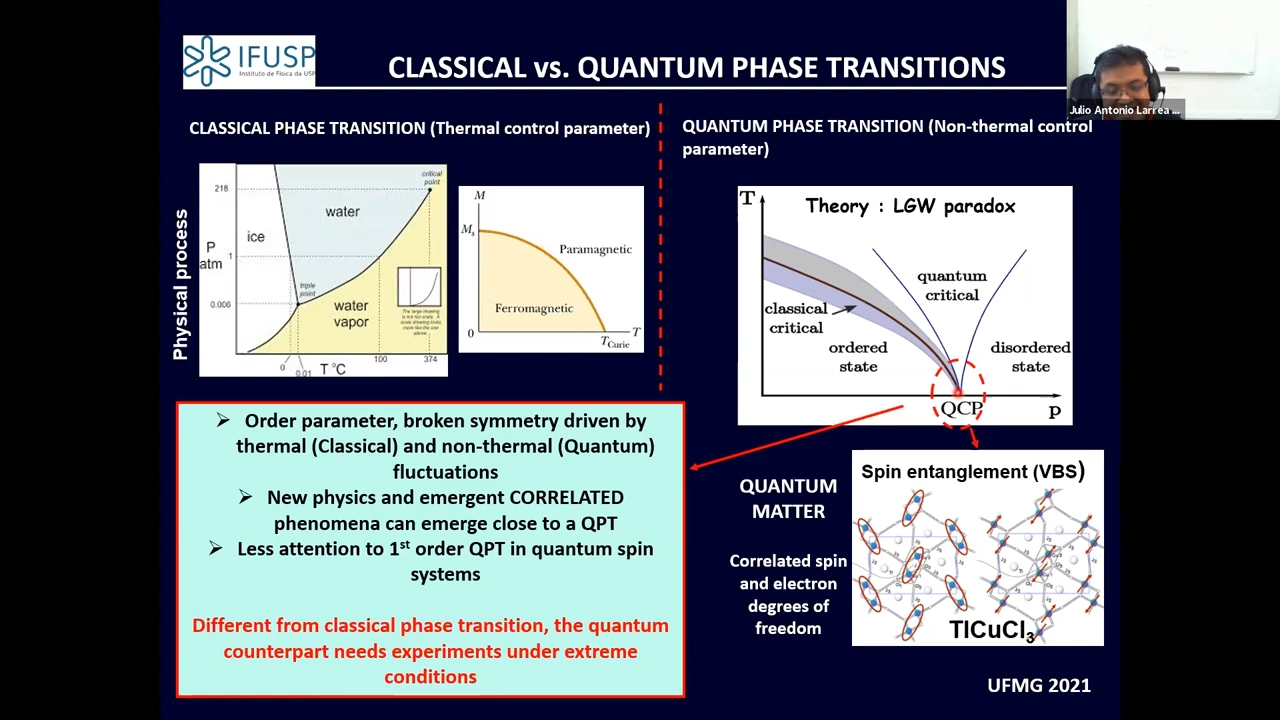 IFUSP
Instituto de Física da USP
CLASSICAL vs. QUANTUM PHASE TRANSITIONS
Julio Antonio Larrea ...
CLASSICAL PHASE TRANSITION (Thermal control parameter)
QUANTUM PHASE TRANSITION (Non-thermal control
parameter)
Physical process
P
atm
218
1
0.006
ice
water
critical
point
triple
point
water
vapor
0
0.01
T °C
100
374
M
Ms
Paramagnetic
Ferromagnetic
0
T
TCurie
T
Theory : LGW paradox
quantum
critical
classical
critical
ordered
state
disordered
state
QCP
p
➢ Order parameter, broken symmetry driven by
thermal (Classical) and non-thermal (Quantum)
fluctuations
➢ New physics and emergent CORRELATED
phenomena can emerge close to a QPT
➢ Less attention to 1st order QPT in quantum spin
systems
Different from classical phase transition, the quantum
counterpart needs experiments under extreme
conditions
QUANTUM
MATTER
Correlated spin
and electron
degrees of
freedom
Spin entanglement (VBS)
TlCuCl3
UFMG 2021